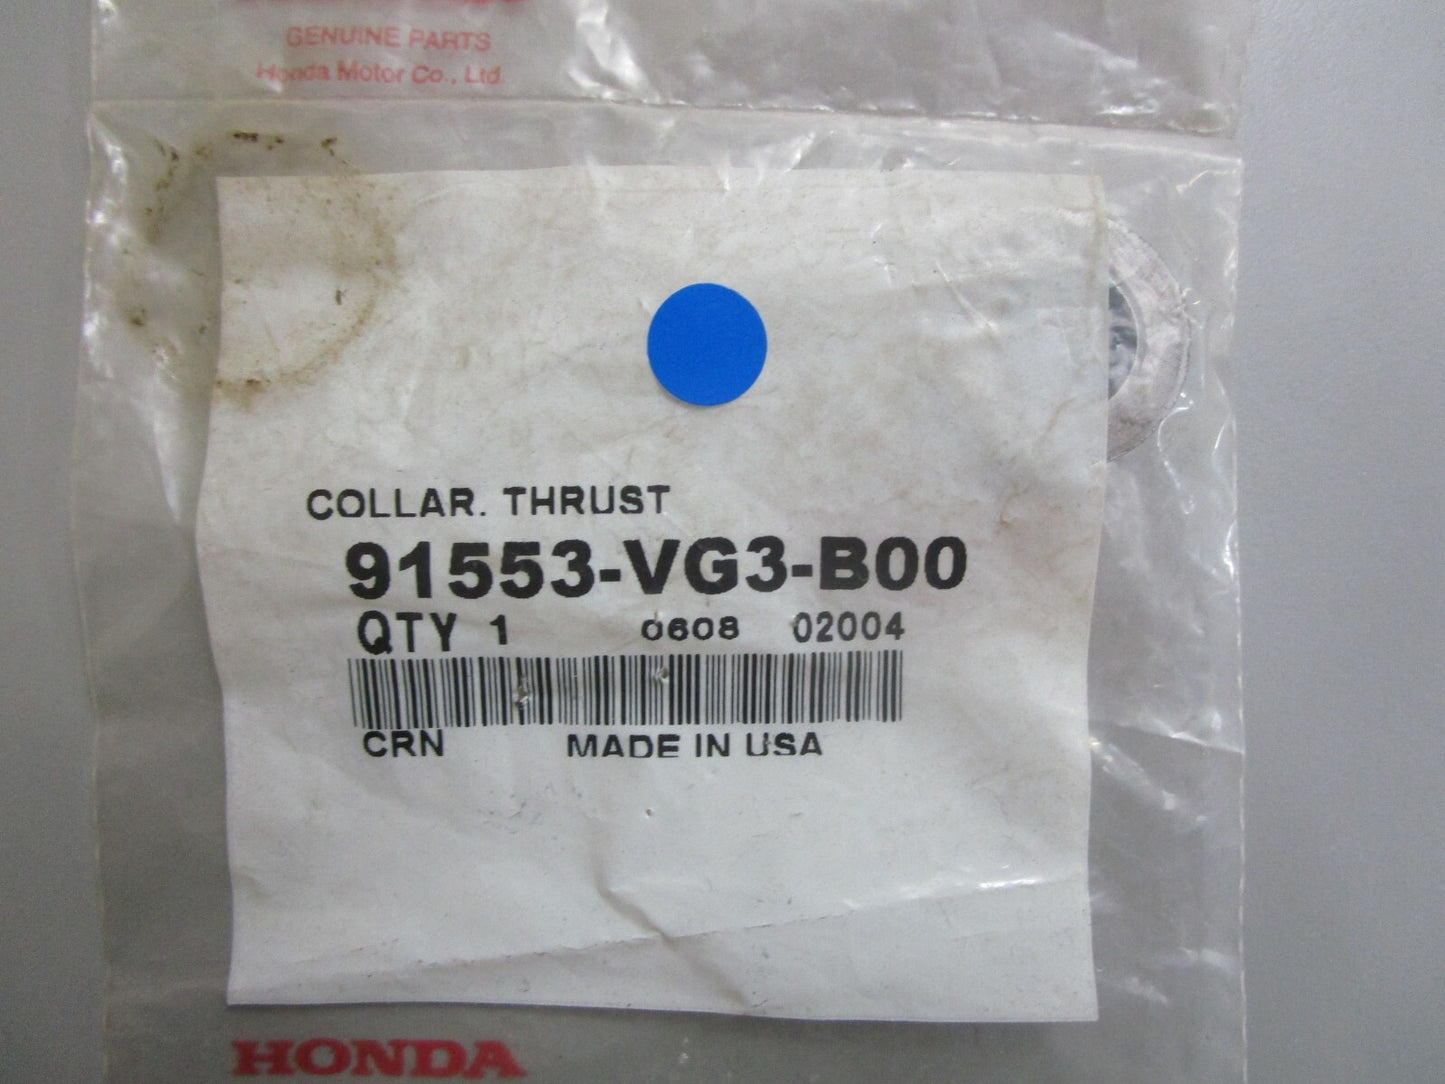 GENUINE PARTS
Honda Motor Co., Ltd.
COLLAR. THRUST
91553-VG3-B00
QTY 1 0608 02004
CRN MADE IN USA
HONDA